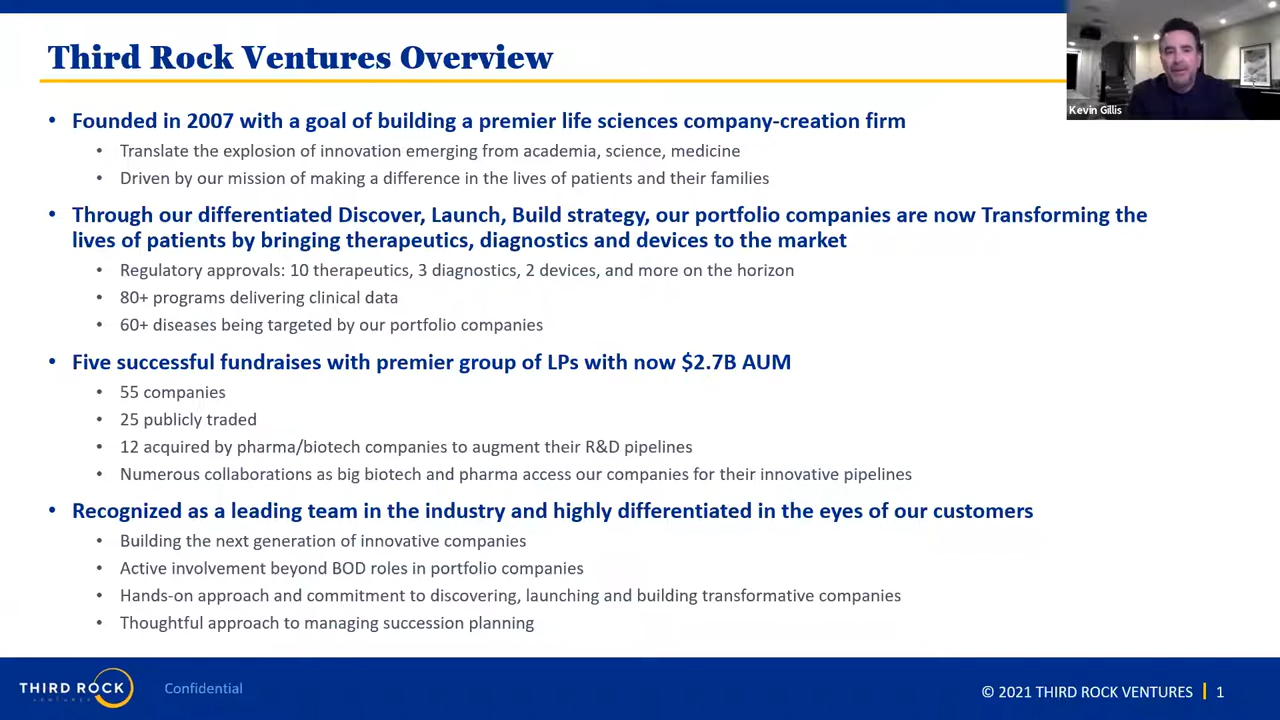 Third Rock Ventures Overview
Kevin Gillis
• Founded in 2007 with a goal of building a premier life sciences company-creation firm
• Translate the explosion of innovation emerging from academia, science, medicine
• Driven by our mission of making a difference in the lives of patients and their families
• Through our differentiated Discover, Launch, Build strategy, our portfolio companies are now Transforming the
lives of patients by bringing therapeutics, diagnostics and devices to the market
• Regulatory approvals: 10 therapeutics, 3 diagnostics, 2 devices, and more on the horizon
• 80+ programs delivering clinical data
• 60+ diseases being targeted by our portfolio companies
• Five successful fundraises with premier group of LPs with now $2.7B AUM
• 55 companies
• 25 publicly traded
• 12 acquired by pharma/biotech companies to augment their R&D pipelines
• Numerous collaborations as big biotech and pharma access our companies for their innovative pipelines
• Recognized as a leading team in the industry and highly differentiated in the eyes of our customers
• Building the next generation of innovative companies
• Active involvement beyond BOD roles in portfolio companies
• Hands-on approach and commitment to discovering, launching and building transformative companies
• Thoughtful approach to managing succession planning
THIRD ROCK
VENTURES
Confidential
© 2021 THIRD ROCK VENTURES | 1